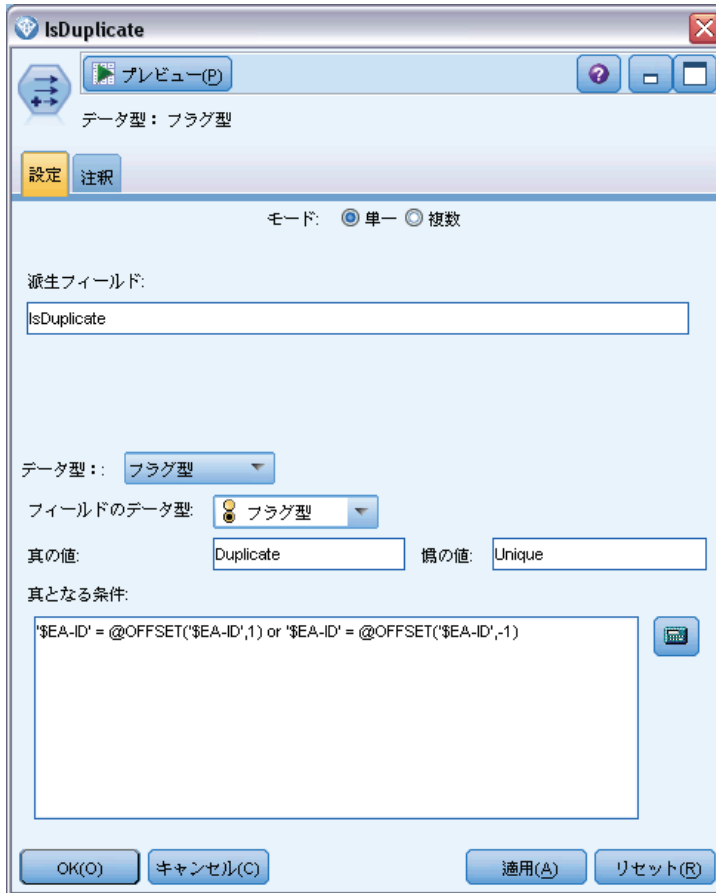 IsDuplicate
プレビュー(P)
データ型： フラグ型
設定 注釈
モード: 単一 複数
派生フィールド:
IsDuplicate
データ型：: フラグ型
フィールドのデータ型: フラグ型
真の値: Duplicate の値: Unique
真となる条件:
'$EA-ID' = @OFFSET('$EA-ID',1) or '$EA-ID' = @OFFSET('$EA-ID',-1)
OK(O) キャンセル(C) 適用(A) リセット(R)